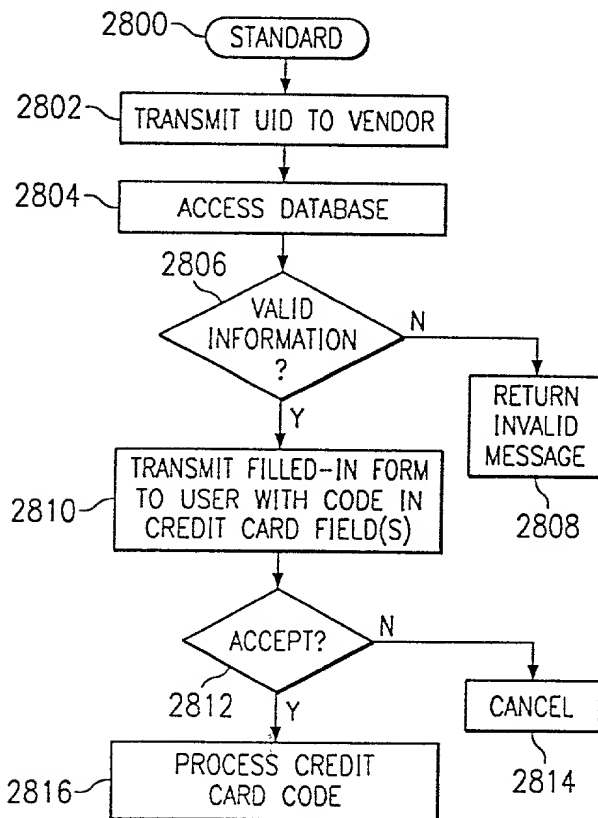 2800
STANDARD
2802
TRANSMIT UID TO VENDOR
2804
ACCESS DATABASE
2806
VALID
INFORMATION
?
N
Y
RETURN
INVALID
MESSAGE
2808
2810
TRANSMIT FILLED-IN FORM
TO USER WITH CODE IN
CREDIT CARD FIELD(S)
ACCEPT?
N
2812
Y
CANCEL
2814
2816
PROCESS CREDIT
CARD CODE